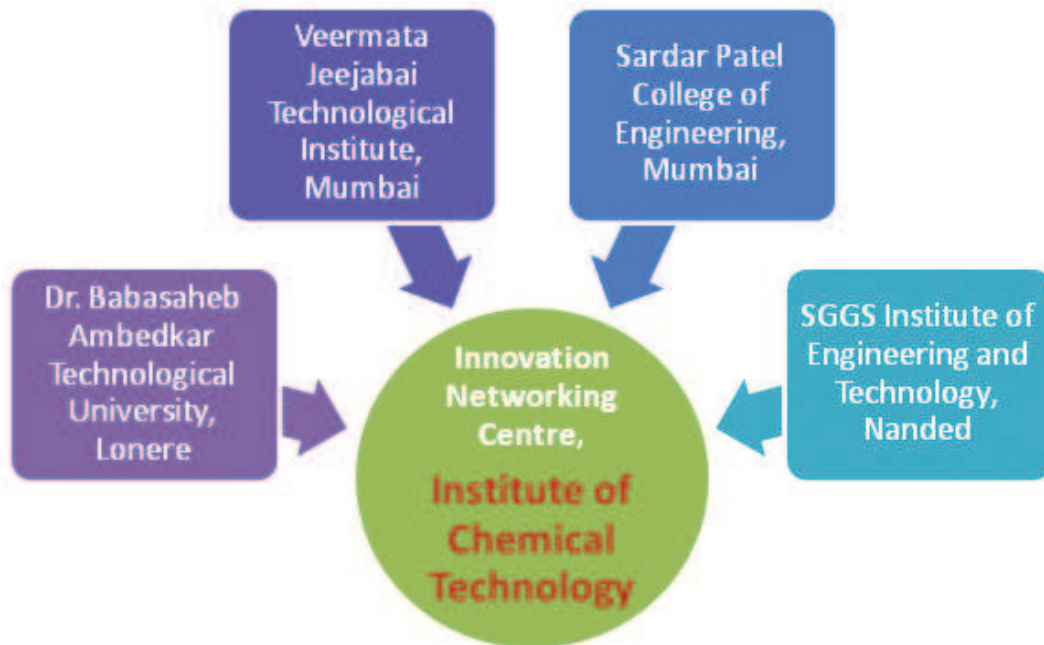 Veermata
Jeejabai
Technological
Institute,
Mumbai
Sardar Patel
College of
Engineering,
Mumbai
Dr. Babasaheb
Ambedkar
Technological
University,
Lonere
SGGS Institute of
Engineering and
Technology,
Nanded
Innovation
Networking
Centre,
Institute of
Chemical
Technology